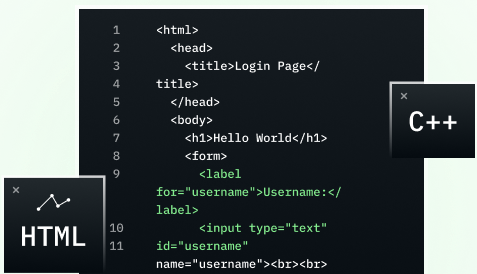 1 <html>
2 <head>
3 <title>Login Page</
4 title>
5 </head>
6 <body>
7 <h1>Hello World</h1>
8 <form>
9 <label
for="username">Username:</
label>
10 <input type="text"
11 id="username"
name="username"><br><br>
× C++
× HTML